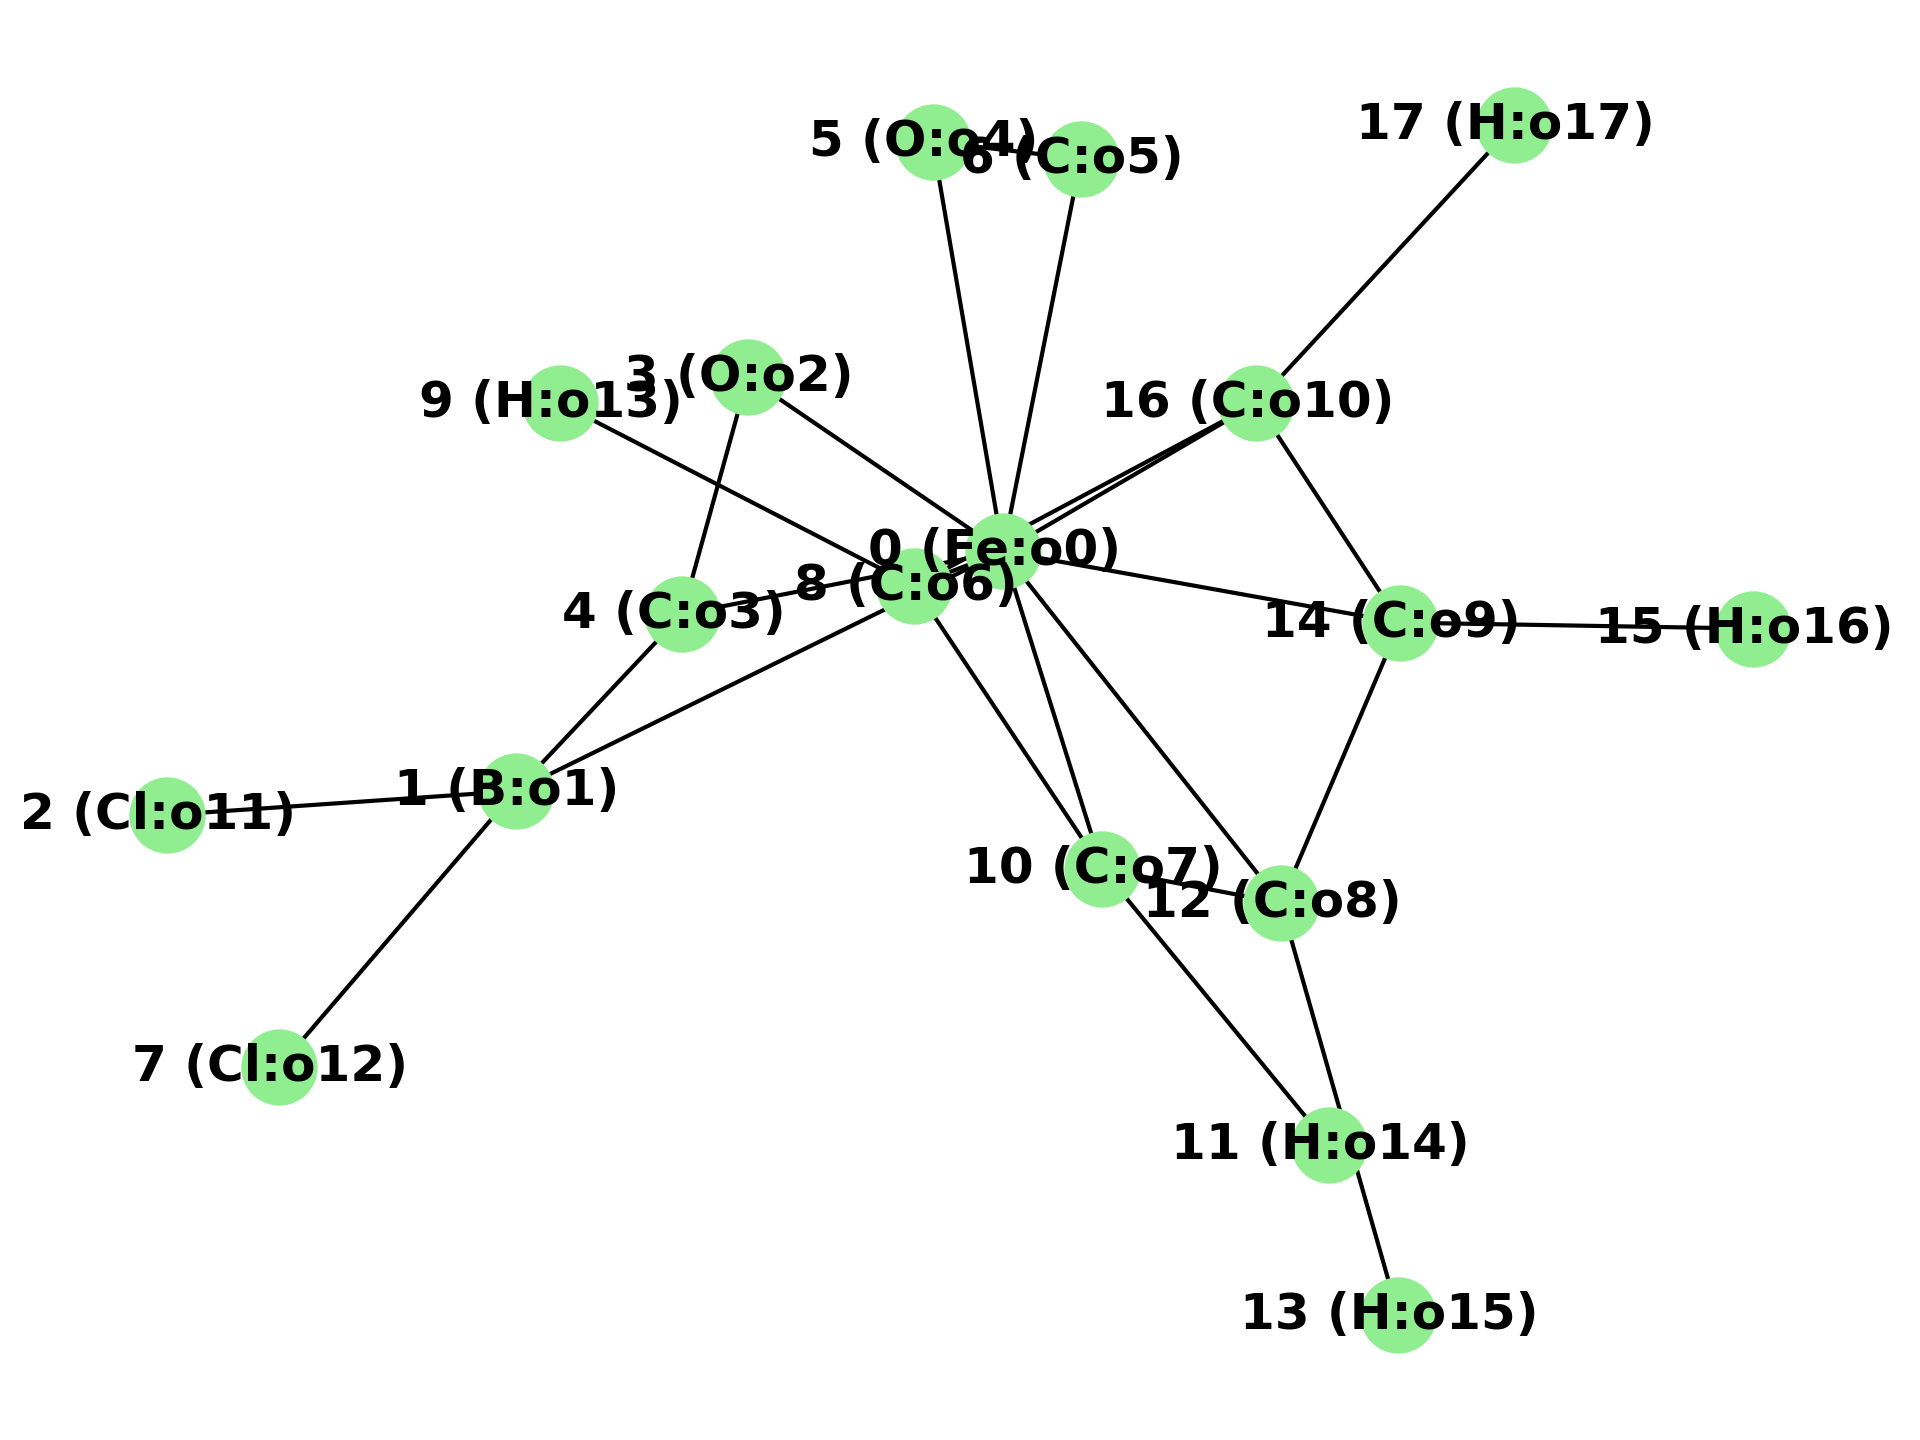 17 (H:o17)
5 (O:o4)
6 (C:o5)
3 (O:o2)
9 (H:o13)
16 (C:o10)
0 (Fe:o0)
8 (C:o6)
4 (C:o3)
14 (C:o9)
15 (H:o16)
1 (B:o1)
2 (Cl:o11)
10 (C:o7)
12 (C:o8)
7 (Cl:o12)
11 (H:o14)
13 (H:o15)